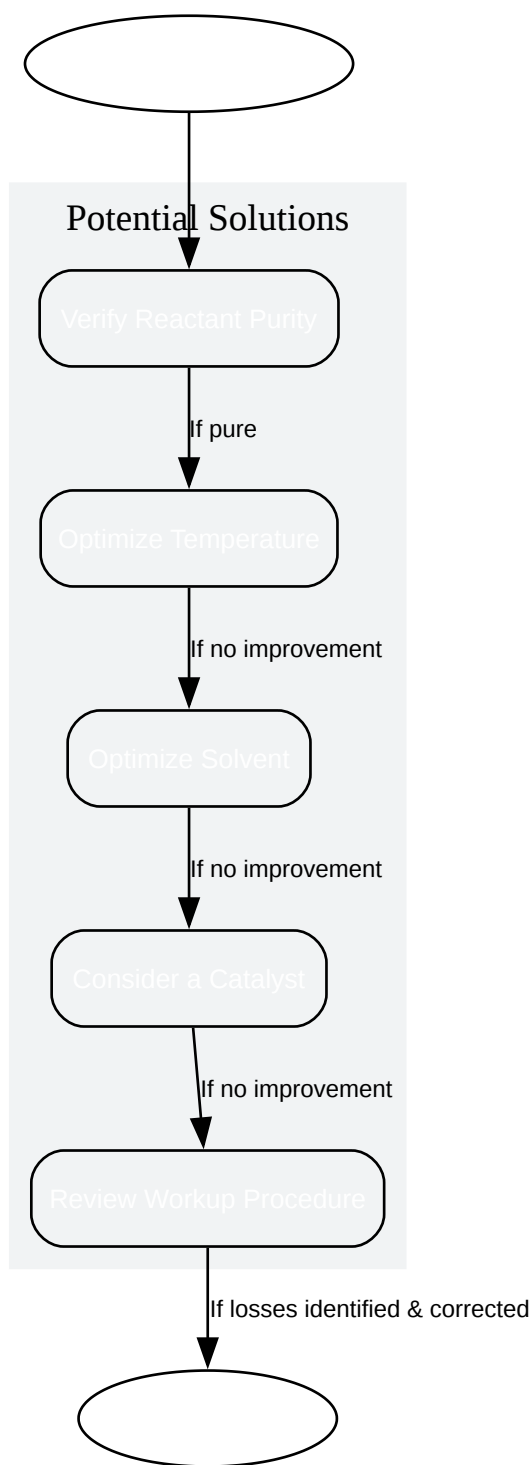 Potential Solutions
Verify Reactant Purity
If pure
Optimize Temperature
If no improvement
Optimize Solvent
If no improvement
Consider a Catalyst
If no improvement
Review Workup Procedure
If losses identified & corrected